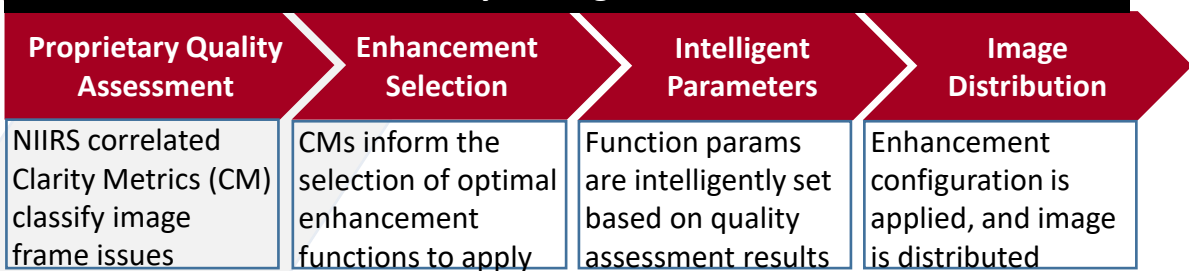 Proprietary Quality
Assessment
Enhancement
Selection
Intelligent
Parameters
Image
Distribution
NIIRS correlated
Clarity Metrics (CM)
classify image
frame issues
CMs inform the
selection of optimal
enhancement
functions to apply
Function params
are intelligently set
based on quality
assessment results
Enhancement
configuration is
applied, and image
is distributed